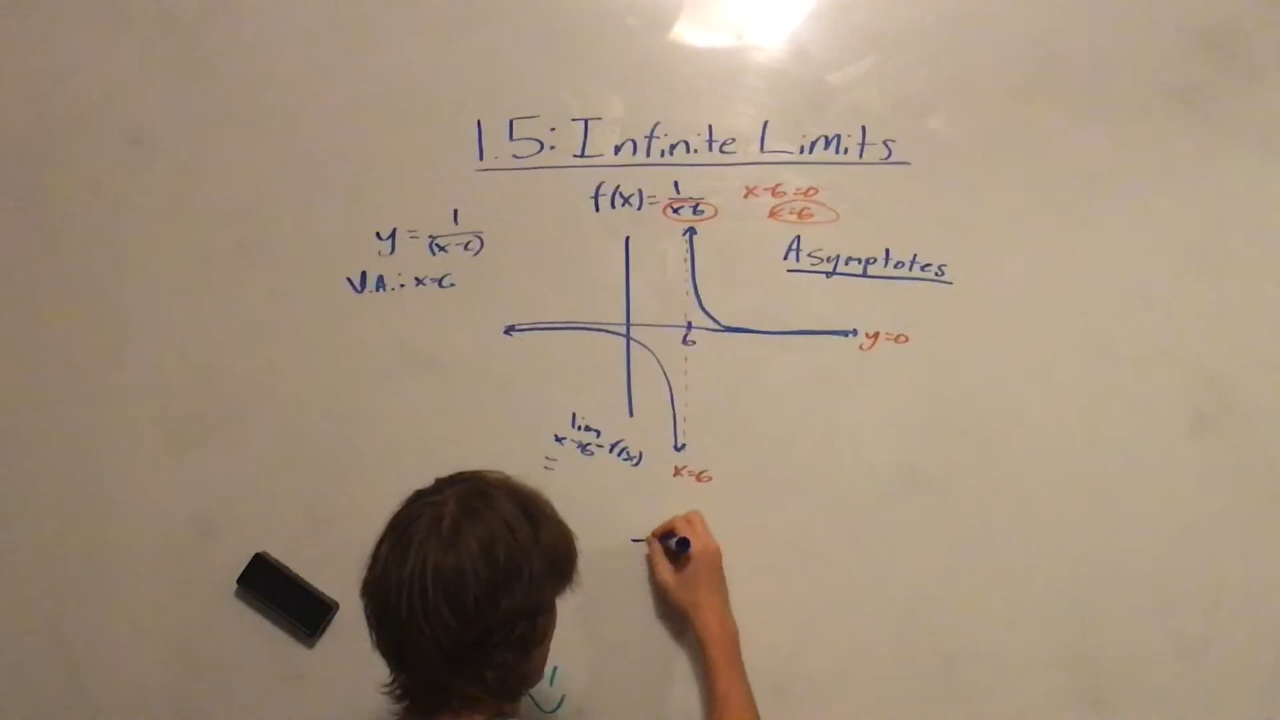 1.5: Infinite Limits
f(x) = 1/(x-6)
x-6=0
x=6
y = 1/(x-c)
V.A.: x=c
Asymptotes
6
y=0
lim x→6⁻ f(x)
=
x=6